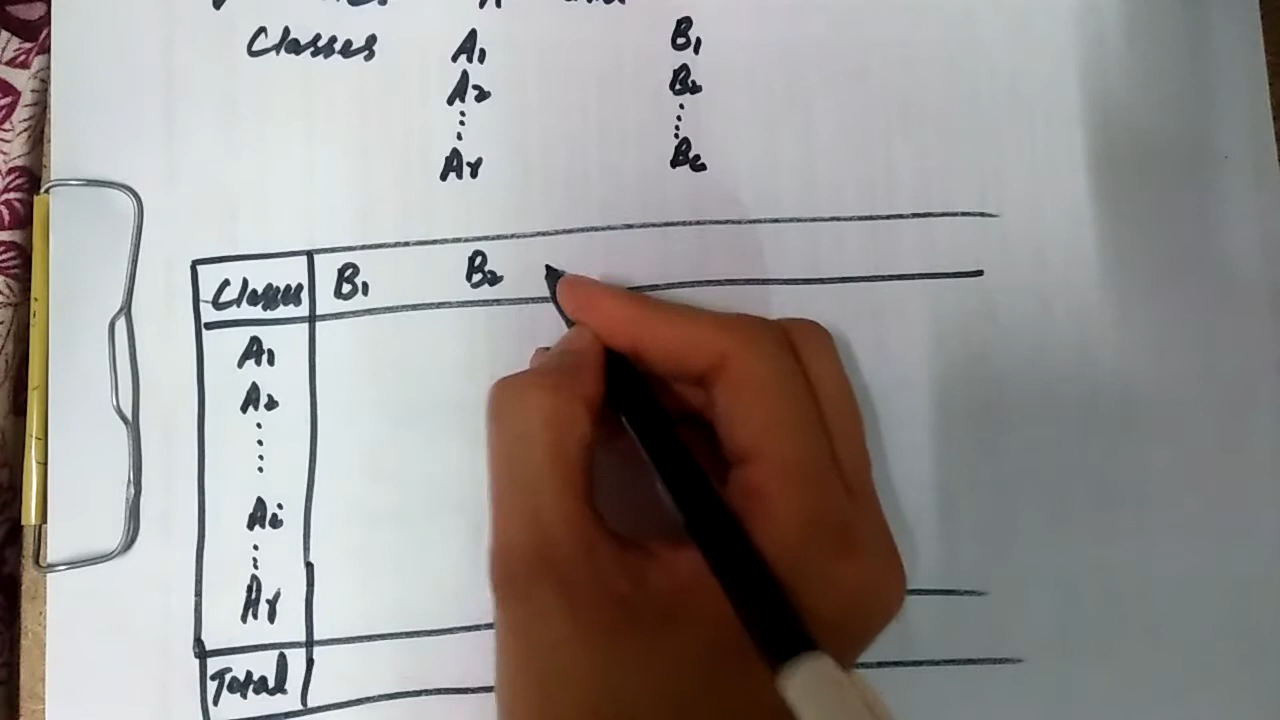 Classes A1 B1
A2 B2
⋮ ⋮
Ar Bc
Classes B1 B2
A1
A2
⋮
Ai
⋮
Ar
Total